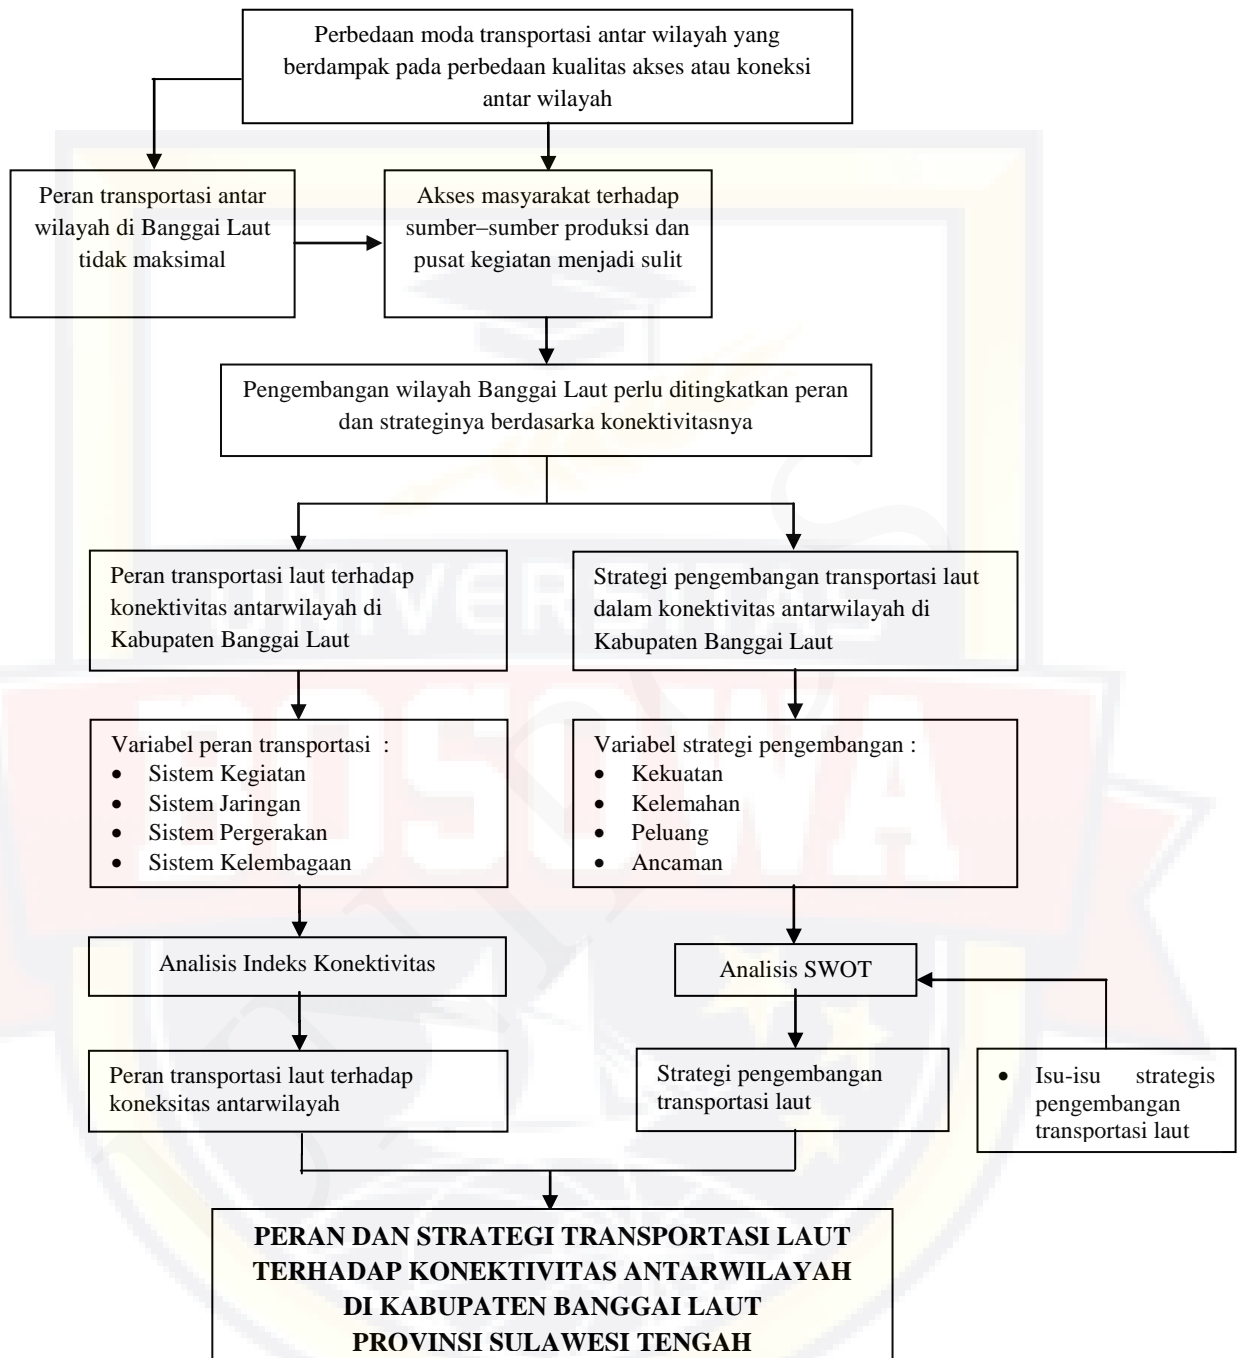 Perbedaan moda transportasi antar wilayah yang
berdampak pada perbedaan kualitas akses atau koneksi
antar wilayah
Peran transportasi antar
wilayah di Banggai Laut
tidak maksimal
Akses masyarakat terhadap
sumber–sumber produksi dan
pusat kegiatan menjadi sulit
Pengembangan wilayah Banggai Laut perlu ditingkatkan peran
dan strateginya berdasarka konektivitasnya
Peran transportasi laut terhadap
konektivitas antarwilayah di
Kabupaten Banggai Laut
Strategi pengembangan transportasi laut
dalam konektivitas antarwilayah di
Kabupaten Banggai Laut
Variabel peran transportasi :
• Sistem Kegiatan
• Sistem Jaringan
• Sistem Pergerakan
• Sistem Kelembagaan
Variabel strategi pengembangan :
• Kekuatan
• Kelemahan
• Peluang
• Ancaman
Analisis Indeks Konektivitas
Analisis SWOT
Peran transportasi laut terhadap
koneksitas antarwilayah
Strategi pengembangan
transportasi laut
• Isu-isu strategis
pengembangan
transportasi laut
PERAN DAN STRATEGI TRANSPORTASI LAUT
TERHADAP KONEKTIVITAS ANTARWILAYAH
DI KABUPATEN BANGGAI LAUT
PROVINSI SULAWESI TENGAH
UNIVERSITAS
BOSOWA